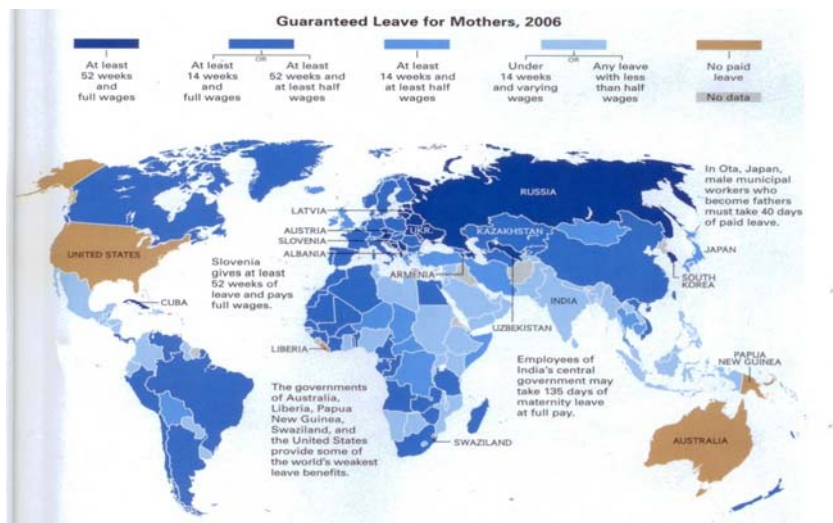 Guaranteed Leave for Mothers, 2006
At least
52 weeks
and
full wages
OR
At least
14 weeks
and
full wages
At least
52 weeks and
at least half
wages
At least
14 weeks and
at least half
wages
OR
Under
14 weeks
and varying
wages
Any leave
with less
than half
wages
No paid
leave
No data
In Ota, Japan,
male municipal
workers who
become fathers
must take 40 days
of paid leave.
RUSSIA
LATVIA
AUSTRIA
SLOVENIA
ALBANIA
UKR.
KAZAKHSTAN
UNITED STATES
Slovenia
gives at least
52 weeks of
leave and pays
full wages.
ARMENIA
JAPAN
SOUTH
KOREA
CUBA
INDIA
UZBEKISTAN
LIBERIA
PAPUA
NEW GUINEA
The governments
of Australia,
Liberia, Papua
New Guinea,
Swaziland, and
the United States
provide some of
the world's weakest
leave benefits.
Employees of
India's central
government may
take 135 days of
maternity leave
at full pay.
SWAZILAND
AUSTRALIA